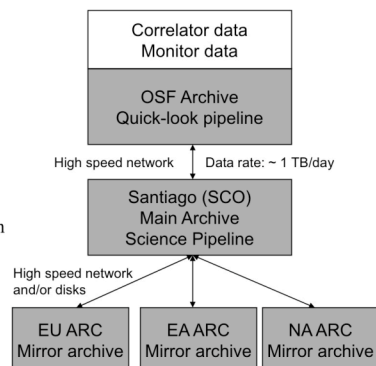 Correlator data
Monitor data
OSF Archive
Quick-look pipeline
High speed network
Data rate: ~ 1 TB/day
Santiago (SCO)
Main Archive
Science Pipeline
High speed network
and/or disks
EU ARC
Mirror archive
EA ARC
Mirror archive
NA ARC
Mirror archive